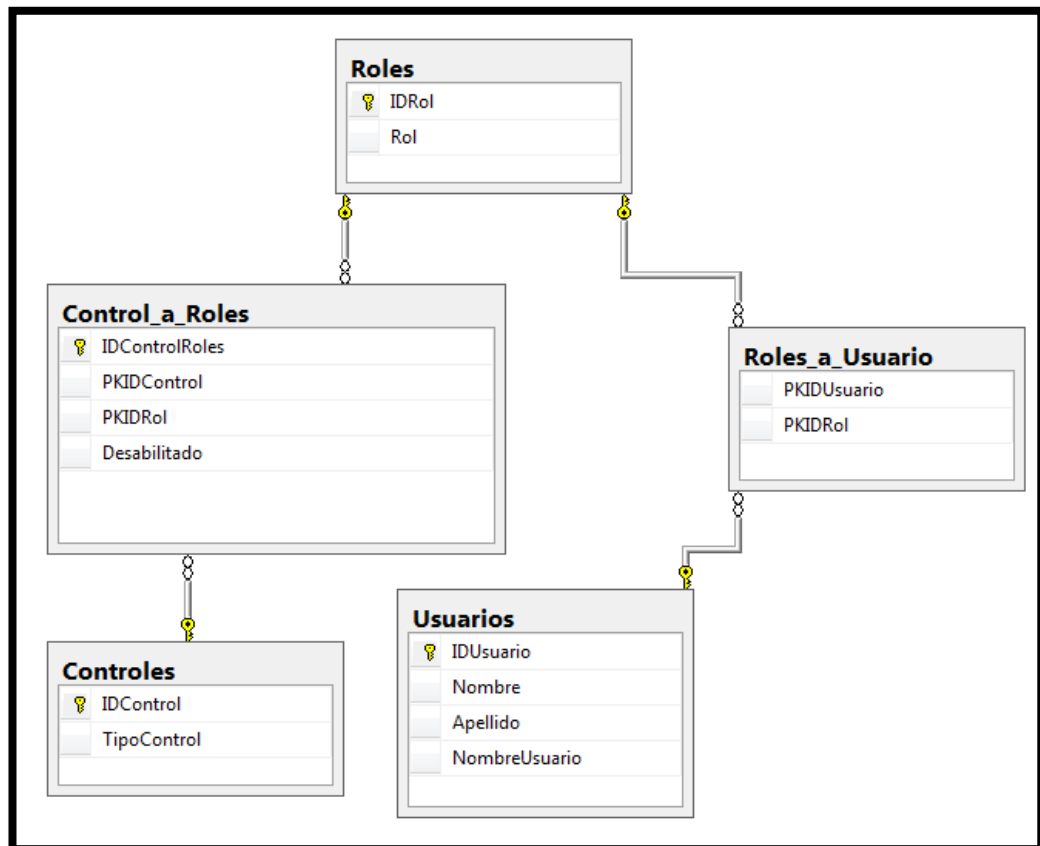 Roles
IDRol
Rol
Control_a_Roles
IDControlRoles
PKIDControl
PKIDRol
Desabilitado
Roles_a_Usuario
PKIDUsuario
PKIDRol
Controles
IDControl
TipoControl
Usuarios
IDUsuario
Nombre
Apellido
NombreUsuario